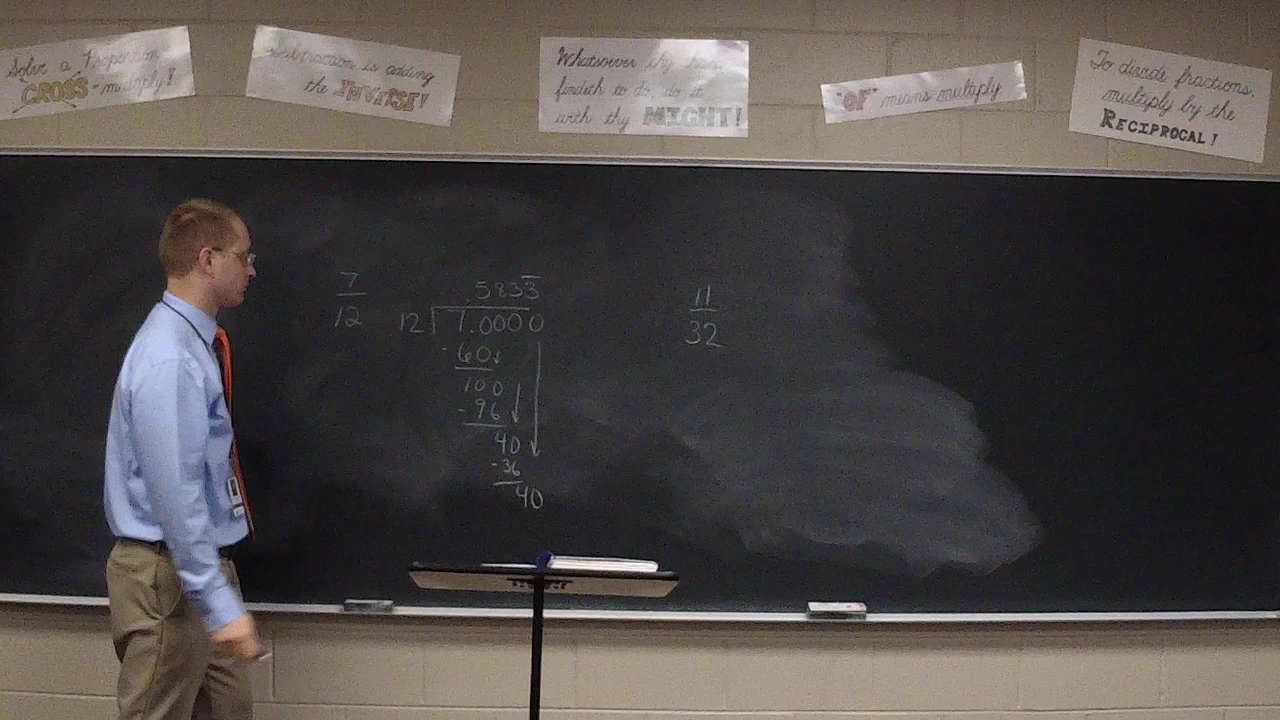 Solve a Proportion,
CROSS-multiply!
Subtraction is adding
the INVERSE!
Whatsoever thy hand
findeth to do, do it
with thy MIGHT!
"OF" means multiply
To divide fractions,
multiply by the
RECIPROCAL!
7
12
.5833̅
12 7.0000
- 60
100
- 96
40
- 36
40
11
32